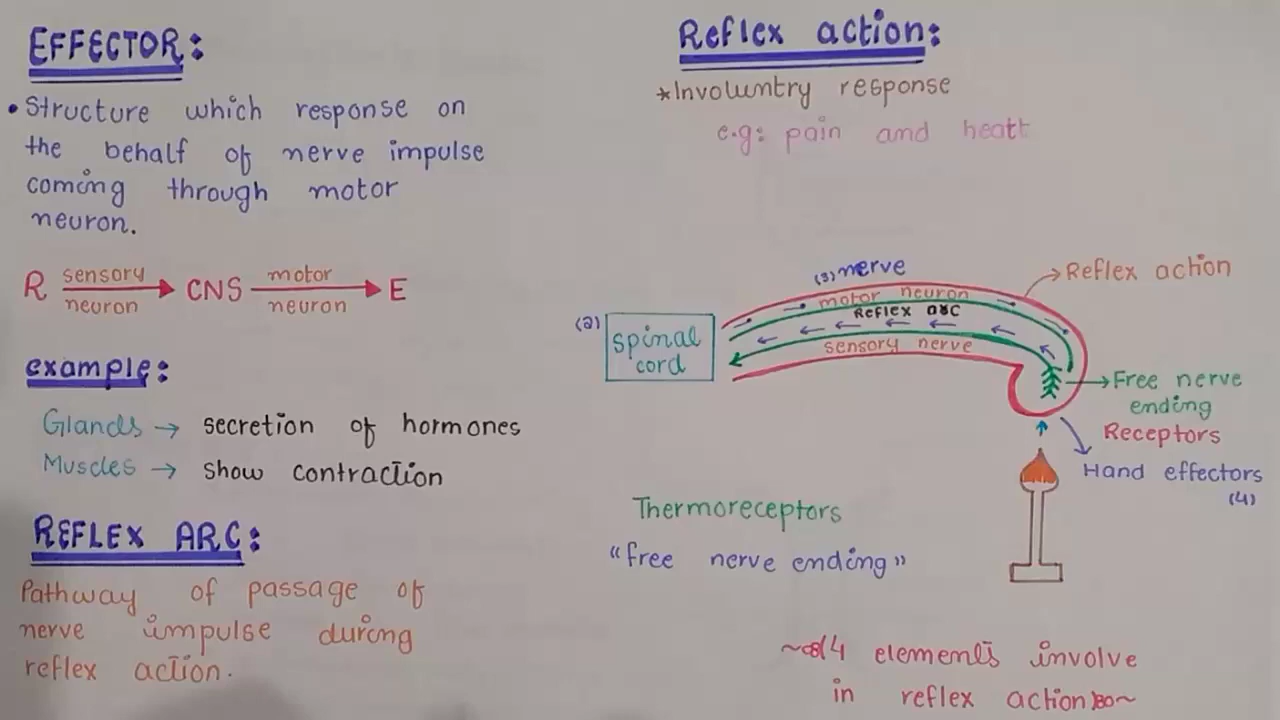 EFFECTOR:
• Structure which response on
the behalf of nerve impulse
coming through motor
neuron.
R sensory neuron CNS motor neuron E
example:
Glands → secretion of hormones
Muscles → show contraction
REFLEX ARC:
Pathway of passage of
nerve impulse during
reflex action.
Reflex action:
*Involuntry response
e.g: pain and heatt
(3) nerve
Reflex action
motor neuron
Reflex arc
sensory nerve
(2)
spinal
cord
Free nerve
ending
Receptors
Hand effectors
(4)
Thermoreceptors
"free nerve ending"
4 elements involve
in reflex action